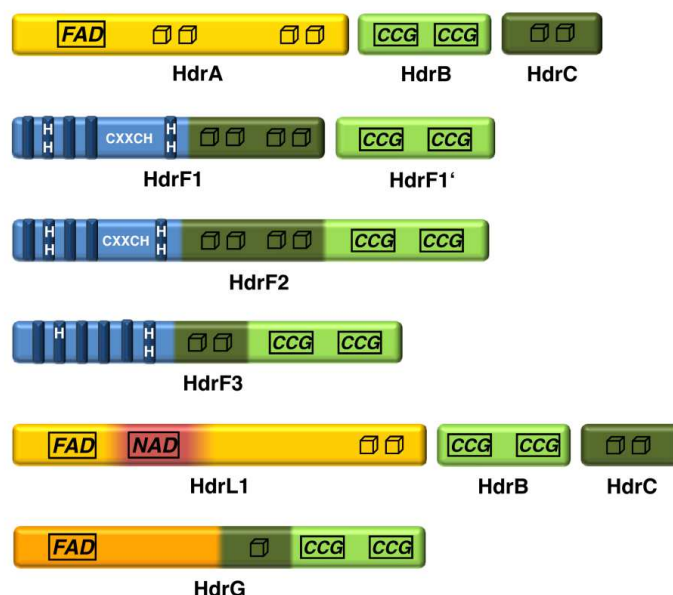 FAD CCG CCG
HdrA HdrB HdrC
H H CXXCH H H CCG CCG
HdrF1 HdrF1‘
H H CXXCH H H CCG CCG
HdrF2
H H H CCG CCG
HdrF3
FAD NAD CCG CCG
HdrL1 HdrB HdrC
FAD CCG CCG
HdrG